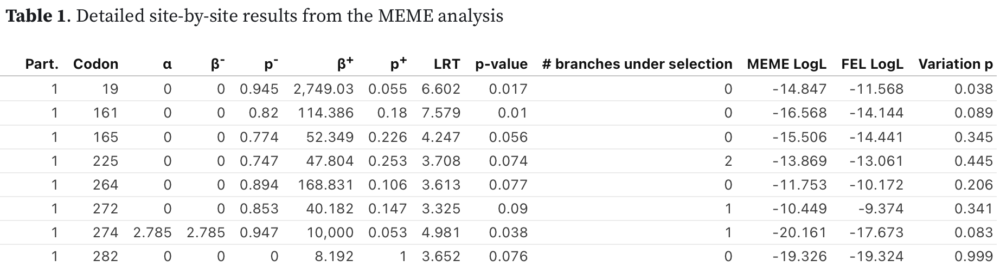 Table 1. Detailed site-by-site results from the MEME analysis
Part. Codon α β- p- β+ p+ LRT p-value # branches under selection MEME LogL FEL LogL Variation p
1 19 0 0 0.945 2,749.03 0.055 6.602 0.017 0 -14.847 -11.568 0.038
1 161 0 0 0.82 114.386 0.18 7.579 0.01 0 -16.568 -14.144 0.089
1 165 0 0 0.774 52.349 0.226 4.247 0.056 0 -15.506 -14.441 0.345
1 225 0 0 0.747 47.804 0.253 3.708 0.074 2 -13.869 -13.061 0.445
1 264 0 0 0.894 168.831 0.106 3.613 0.077 0 -11.753 -10.172 0.206
1 272 0 0 0.853 40.182 0.147 3.325 0.09 1 -10.449 -9.374 0.341
1 274 2.785 2.785 0.947 10,000 0.053 4.981 0.038 1 -20.161 -17.673 0.083
1 282 0 0 0 8.192 1 3.652 0.076 0 -19.326 -19.324 0.999